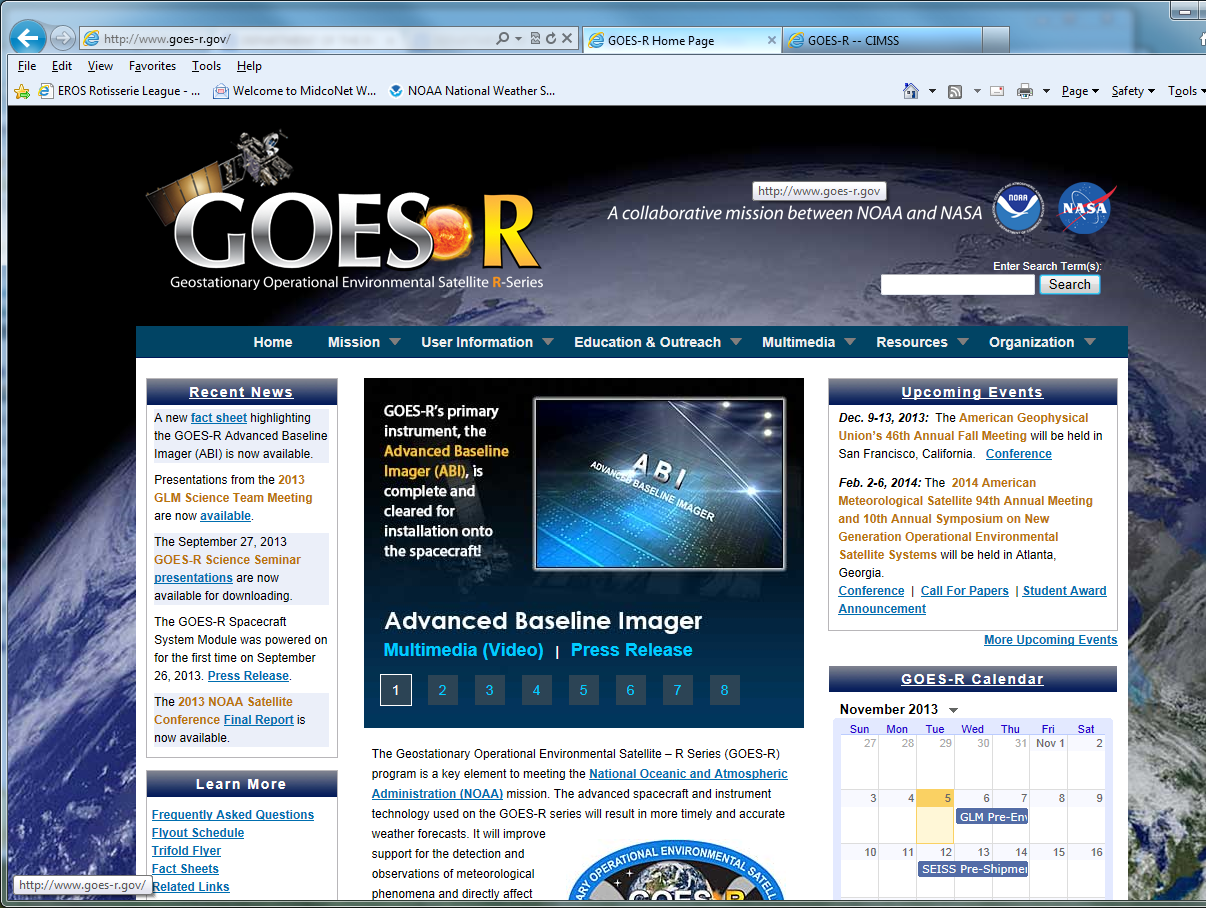 http://www.goes-r.gov/
GOES-R Home Page
GOES-R -- CIMSS
File Edit View Favorites Tools Help
EROS Rotisserie League - ... Welcome to MidcoNet W... NOAA National Weather S...
Page Safety Tools
GOES R
Geostationary Operational Environmental Satellite R-Series
http://www.goes-r.gov
A collaborative mission between NOAA and NASA
NOAA
NASA
Enter Search Term(s):
Search
Home Mission User Information Education & Outreach Multimedia Resources Organization
Recent News
A new fact sheet highlighting
the GOES-R Advanced Baseline
Imager (ABI) is now available.
Presentations from the 2013
GLM Science Team Meeting
are now available.
The September 27, 2013
GOES-R Science Seminar
presentations are now
available for downloading.
The GOES-R Spacecraft
System Module was powered on
for the first time on September
26, 2013. Press Release.
The 2013 NOAA Satellite
Conference Final Report is
now available.
Learn More
Frequently Asked Questions
Flyout Schedule
Trifold Flyer
Fact Sheets
Related Links
http://www.goes-r.gov/
GOES-R's primary
instrument, the
Advanced Baseline
Imager (ABI), is
complete and
cleared for
installation onto
the spacecraft!
ABI
ADVANCED BASELINE IMAGER
Advanced Baseline Imager
Multimedia (Video) | Press Release
1 2 3 4 5 6 7 8
The Geostationary Operational Environmental Satellite – R Series (GOES-R)
program is a key element to meeting the National Oceanic and Atmospheric
Administration (NOAA) mission. The advanced spacecraft and instrument
technology used on the GOES-R series will result in more timely and accurate
weather forecasts. It will improve
support for the detection and
observations of meteorological
phenomena and directly affect
Upcoming Events
Dec. 9-13, 2013: The American Geophysical
Union's 46th Annual Fall Meeting will be held in
San Francisco, California. Conference
Feb. 2-6, 2014: The 2014 American
Meteorological Satellite 94th Annual Meeting
and 10th Annual Symposium on New
Generation Operational Environmental
Satellite Systems will be held in Atlanta,
Georgia.
Conference | Call For Papers | Student Award
Announcement
More Upcoming Events
GOES-R Calendar
November 2013
Sun Mon Tue Wed Thu Fri Sat
27 28 29 30 31 Nov 1 2
3 4 5 6 7 8 9
GLM Pre-Env
10 11 12 13 14 15 16
SEISS Pre-Shipmer